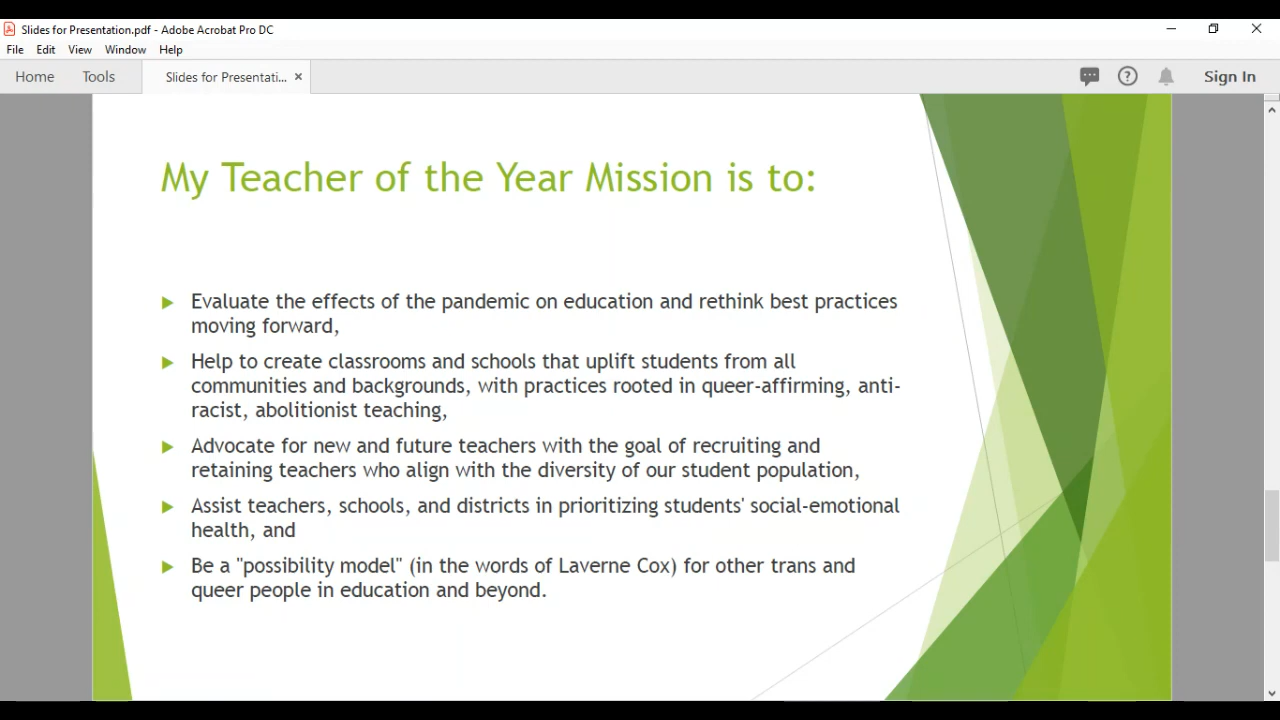 Slides for Presentation.pdf - Adobe Acrobat Pro DC
File Edit View Window Help
Home Tools Slides for Presentati... × Sign In
My Teacher of the Year Mission is to:
Evaluate the effects of the pandemic on education and rethink best practices
moving forward,
Help to create classrooms and schools that uplift students from all
communities and backgrounds, with practices rooted in queer-affirming, anti-
racist, abolitionist teaching,
Advocate for new and future teachers with the goal of recruiting and
retaining teachers who align with the diversity of our student population,
Assist teachers, schools, and districts in prioritizing students' social-emotional
health, and
Be a "possibility model" (in the words of Laverne Cox) for other trans and
queer people in education and beyond.